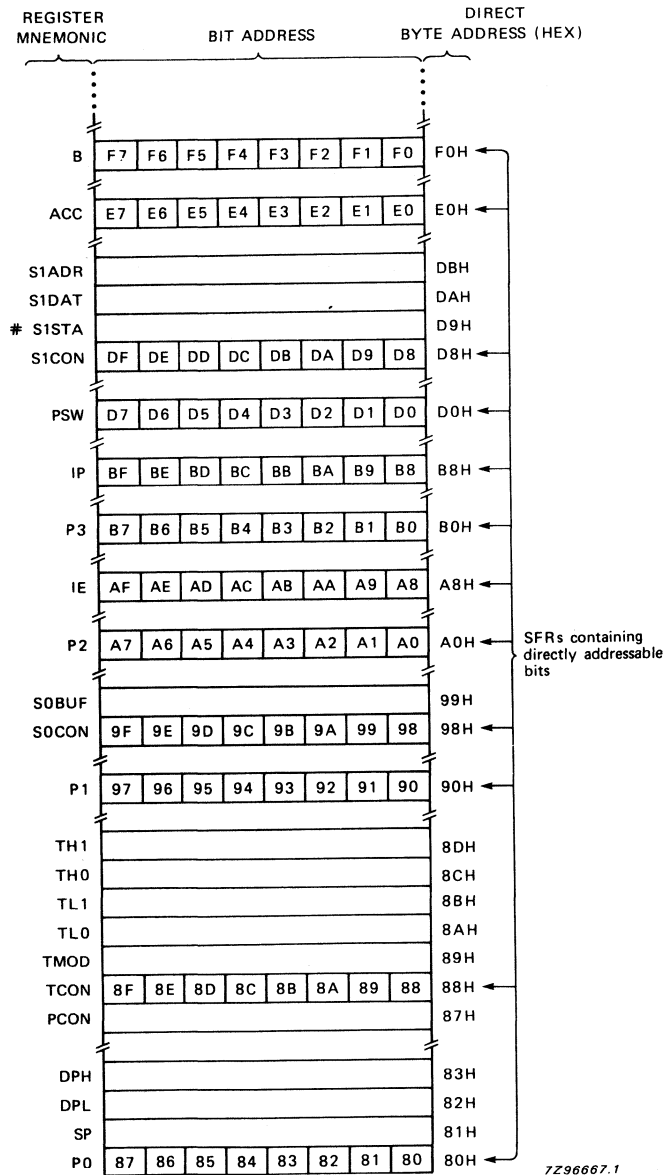 REGISTER MNEMONIC BIT ADDRESS DIRECT BYTE ADDRESS (HEX)
B F7 F6 F5 F4 F3 F2 F1 F0 F0H
ACC E7 E6 E5 E4 E3 E2 E1 E0 E0H
S1ADR DBH
S1DAT DAH
# S1STA D9H
S1CON DF DE DD DC DB DA D9 D8 D8H
PSW D7 D6 D5 D4 D3 D2 D1 D0 D0H
IP BF BE BD BC BB BA B9 B8 B8H
P3 B7 B6 B5 B4 B3 B2 B1 B0 B0H
IE AF AE AD AC AB AA A9 A8 A8H
P2 A7 A6 A5 A4 A3 A2 A1 A0 A0H
SFRs containing
directly addressable
bits
S0BUF 99H
S0CON 9F 9E 9D 9C 9B 9A 99 98 98H
P1 97 96 95 94 93 92 91 90 90H
TH1 8DH
TH0 8CH
TL1 8BH
TL0 8AH
TMOD 89H
TCON 8F 8E 8D 8C 8B 8A 89 88 88H
PCON 87H
DPH 83H
DPL 82H
SP 81H
P0 87 86 85 84 83 82 81 80 80H
7Z96667.1